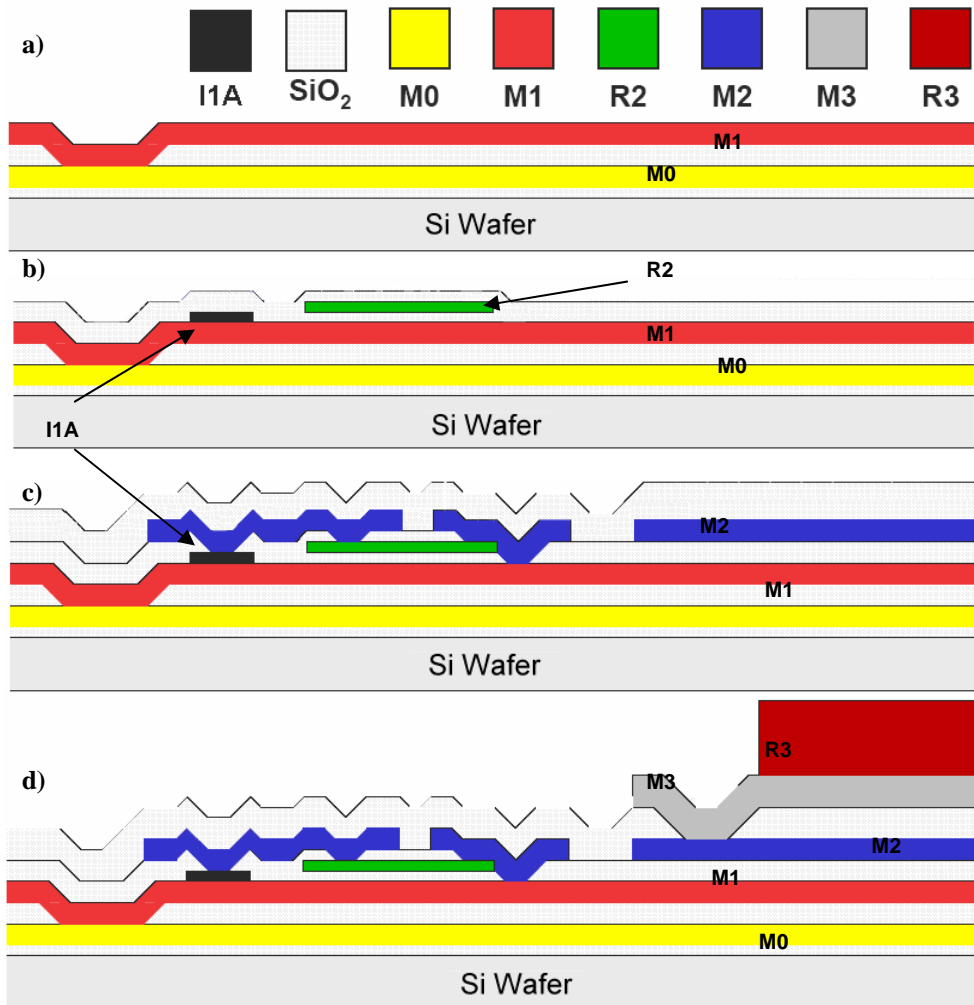 a)
I1A SiO₂ M0 M1 R2 M2 M3 R3
M1
M0
Si Wafer
b)
R2
M1
M0
I1A
Si Wafer
c)
M2
M1
Si Wafer
R3
d)
M3
M2
M1
M0
Si Wafer